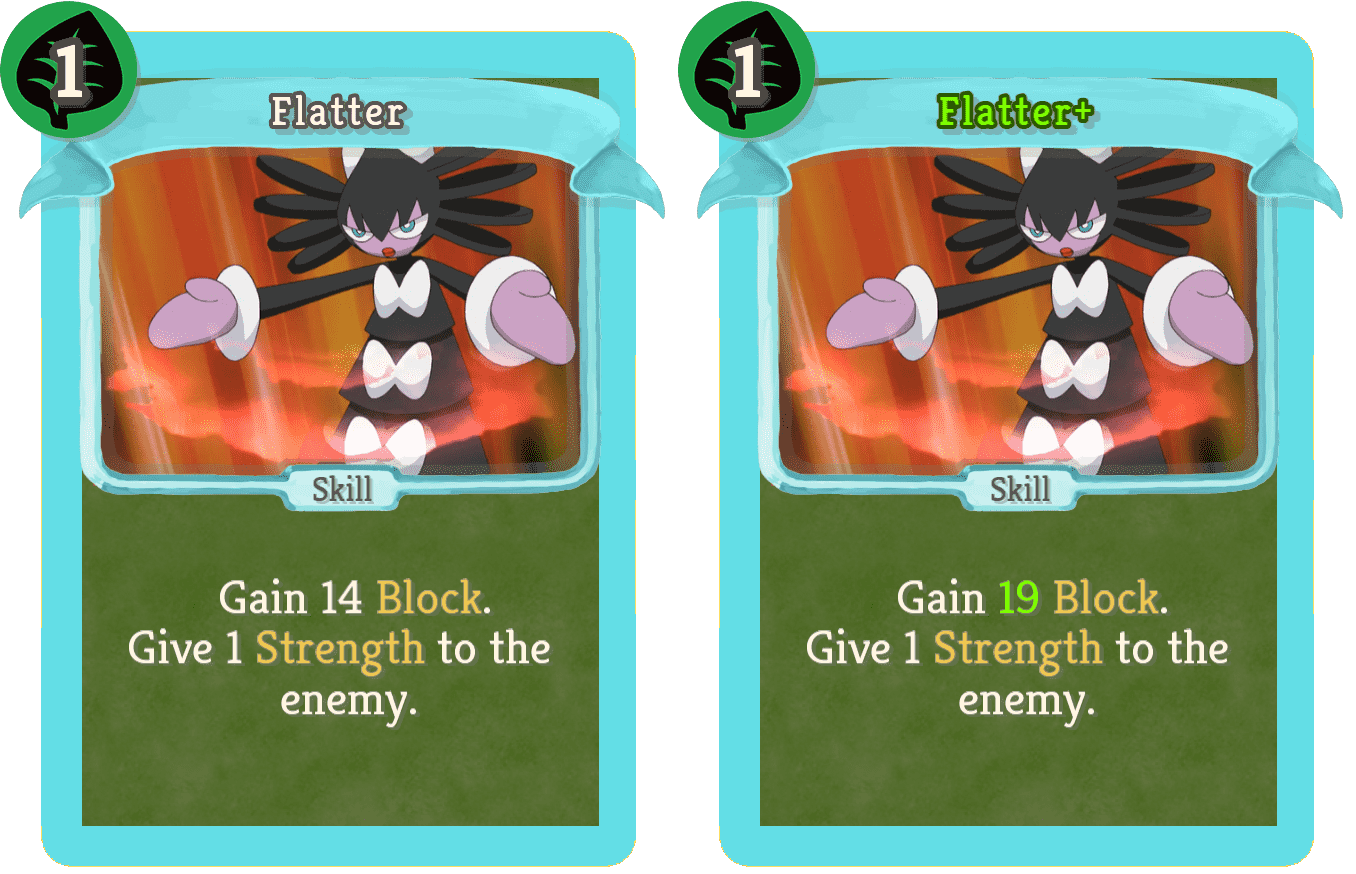 1
Flatter
Skill
Gain 14 Block.
Give 1 Strength to the
enemy.
1
Flatter+
Skill
Gain 19 Block.
Give 1 Strength to the
enemy.